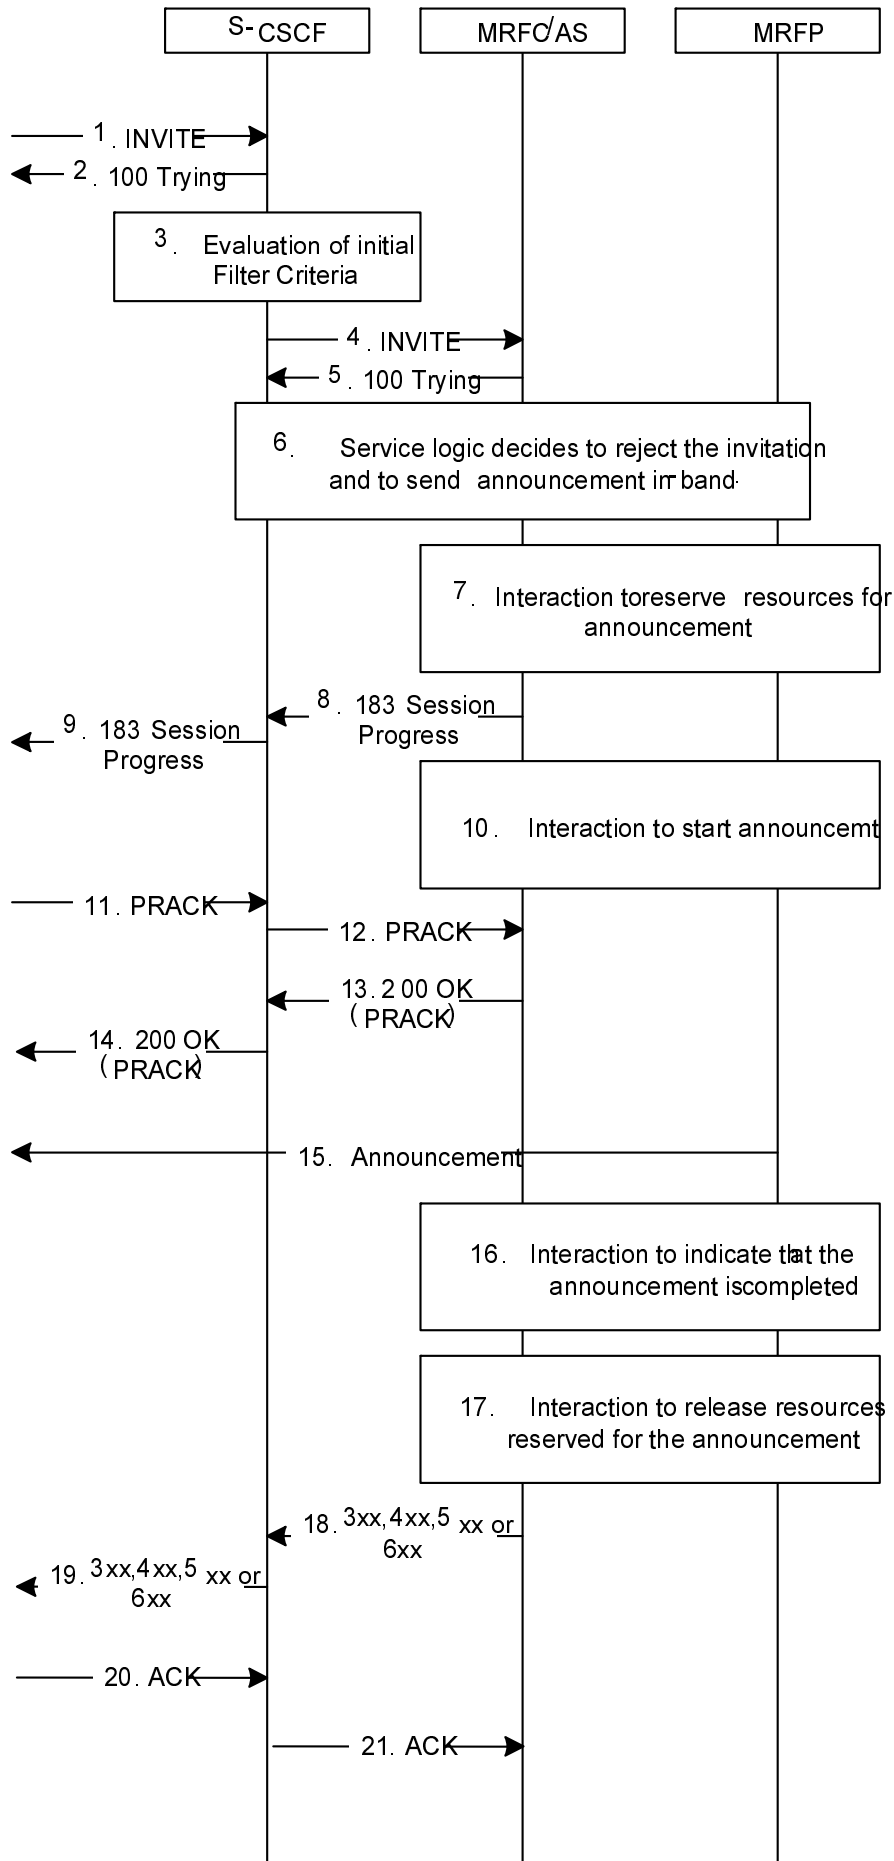 S-CSCF
MRFC/AS
MRFP
1. INVITE
2. 100 Trying
3. Evaluation of initial
Filter Criteria
4. INVITE
5. 100 Trying
6. Service logic decides to reject the invitation
and to send announcement in-band.
7. Interaction toreserve resources for
announcement
8. 183 Session
Progress
9. 183 Session
Progress
10. Interaction to start announcemt
11. PRACK
12. PRACK
13. 200 OK
(PRACK)
14. 200 OK
(PRACK)
15. Announcement
16. Interaction to indicate that the
announcement iscompleted
17. Interaction to release resources
reserved for the announcement
18. 3xx,4xx,5xx or
6xx
19. 3xx,4xx,5xx or
6xx
20. ACK
21. ACK